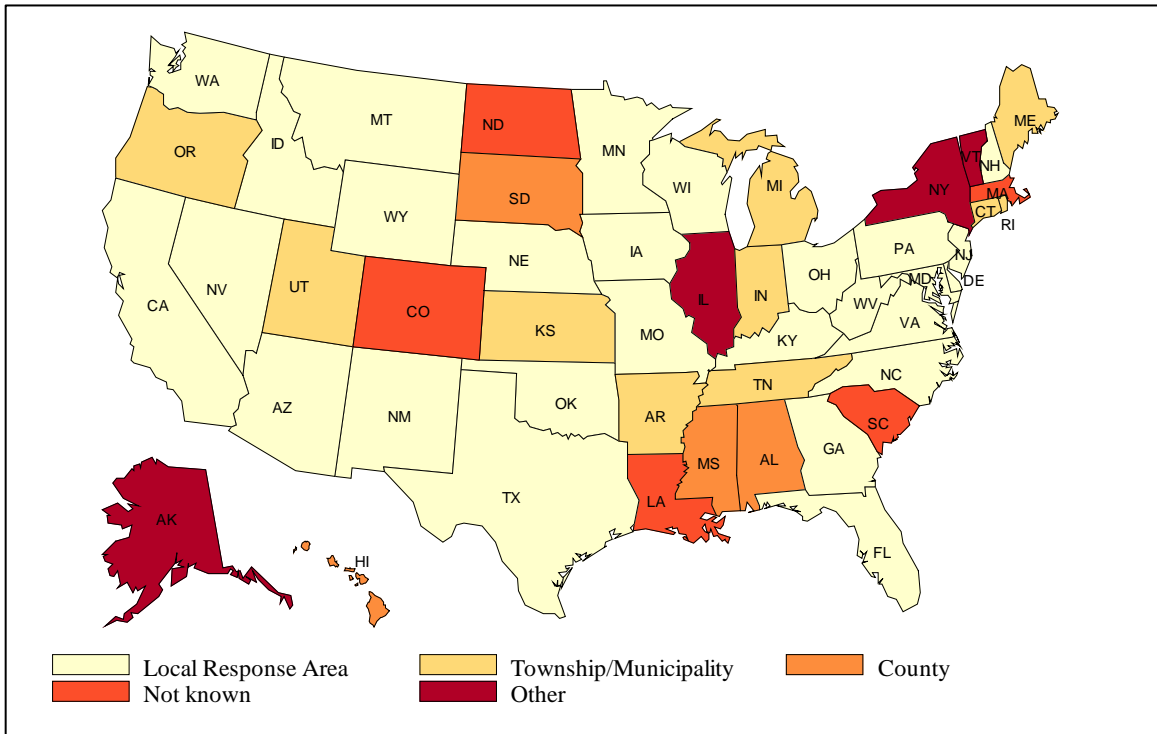 WA
MT
ND
MN
ME
OR
ID
WI
MI
VT
NH
NY
MA
SD
WY
CT
RI
IA
PA
NE
NJ
OH
MD
DE
NV
UT
IL
IN
CA
CO
WV
VA
KS
MO
KY
NC
TN
OK
AR
AZ
NM
SC
GA
MS
AL
TX
LA
AK
FL
HI
Local Response Area
Township/Municipality
County
Not known
Other